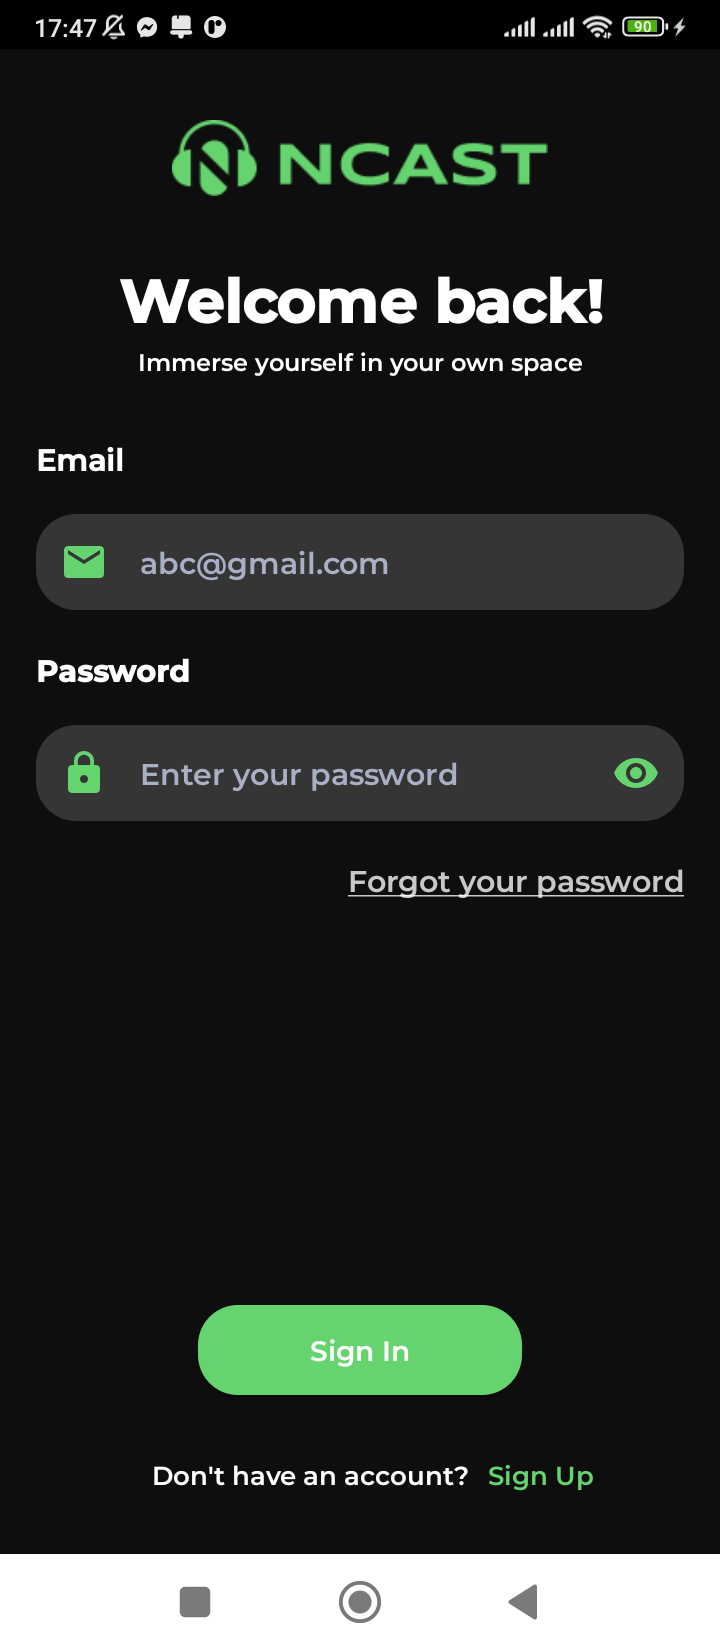 17:47
90
NCAST
Welcome back!
Immerse yourself in your own space
Email
abc@gmail.com
Password
Enter your password
Forgot your password
Sign In
Don't have an account? Sign Up